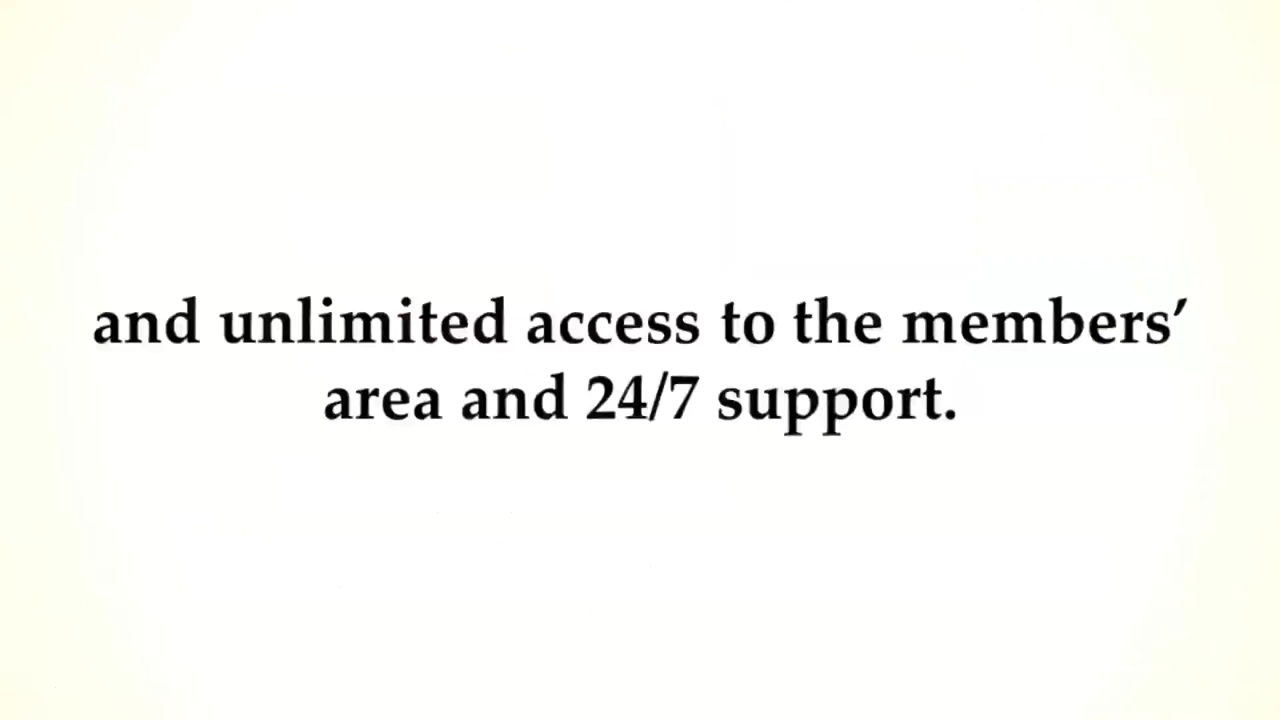 and unlimited access to the members’
area and 24/7 support.